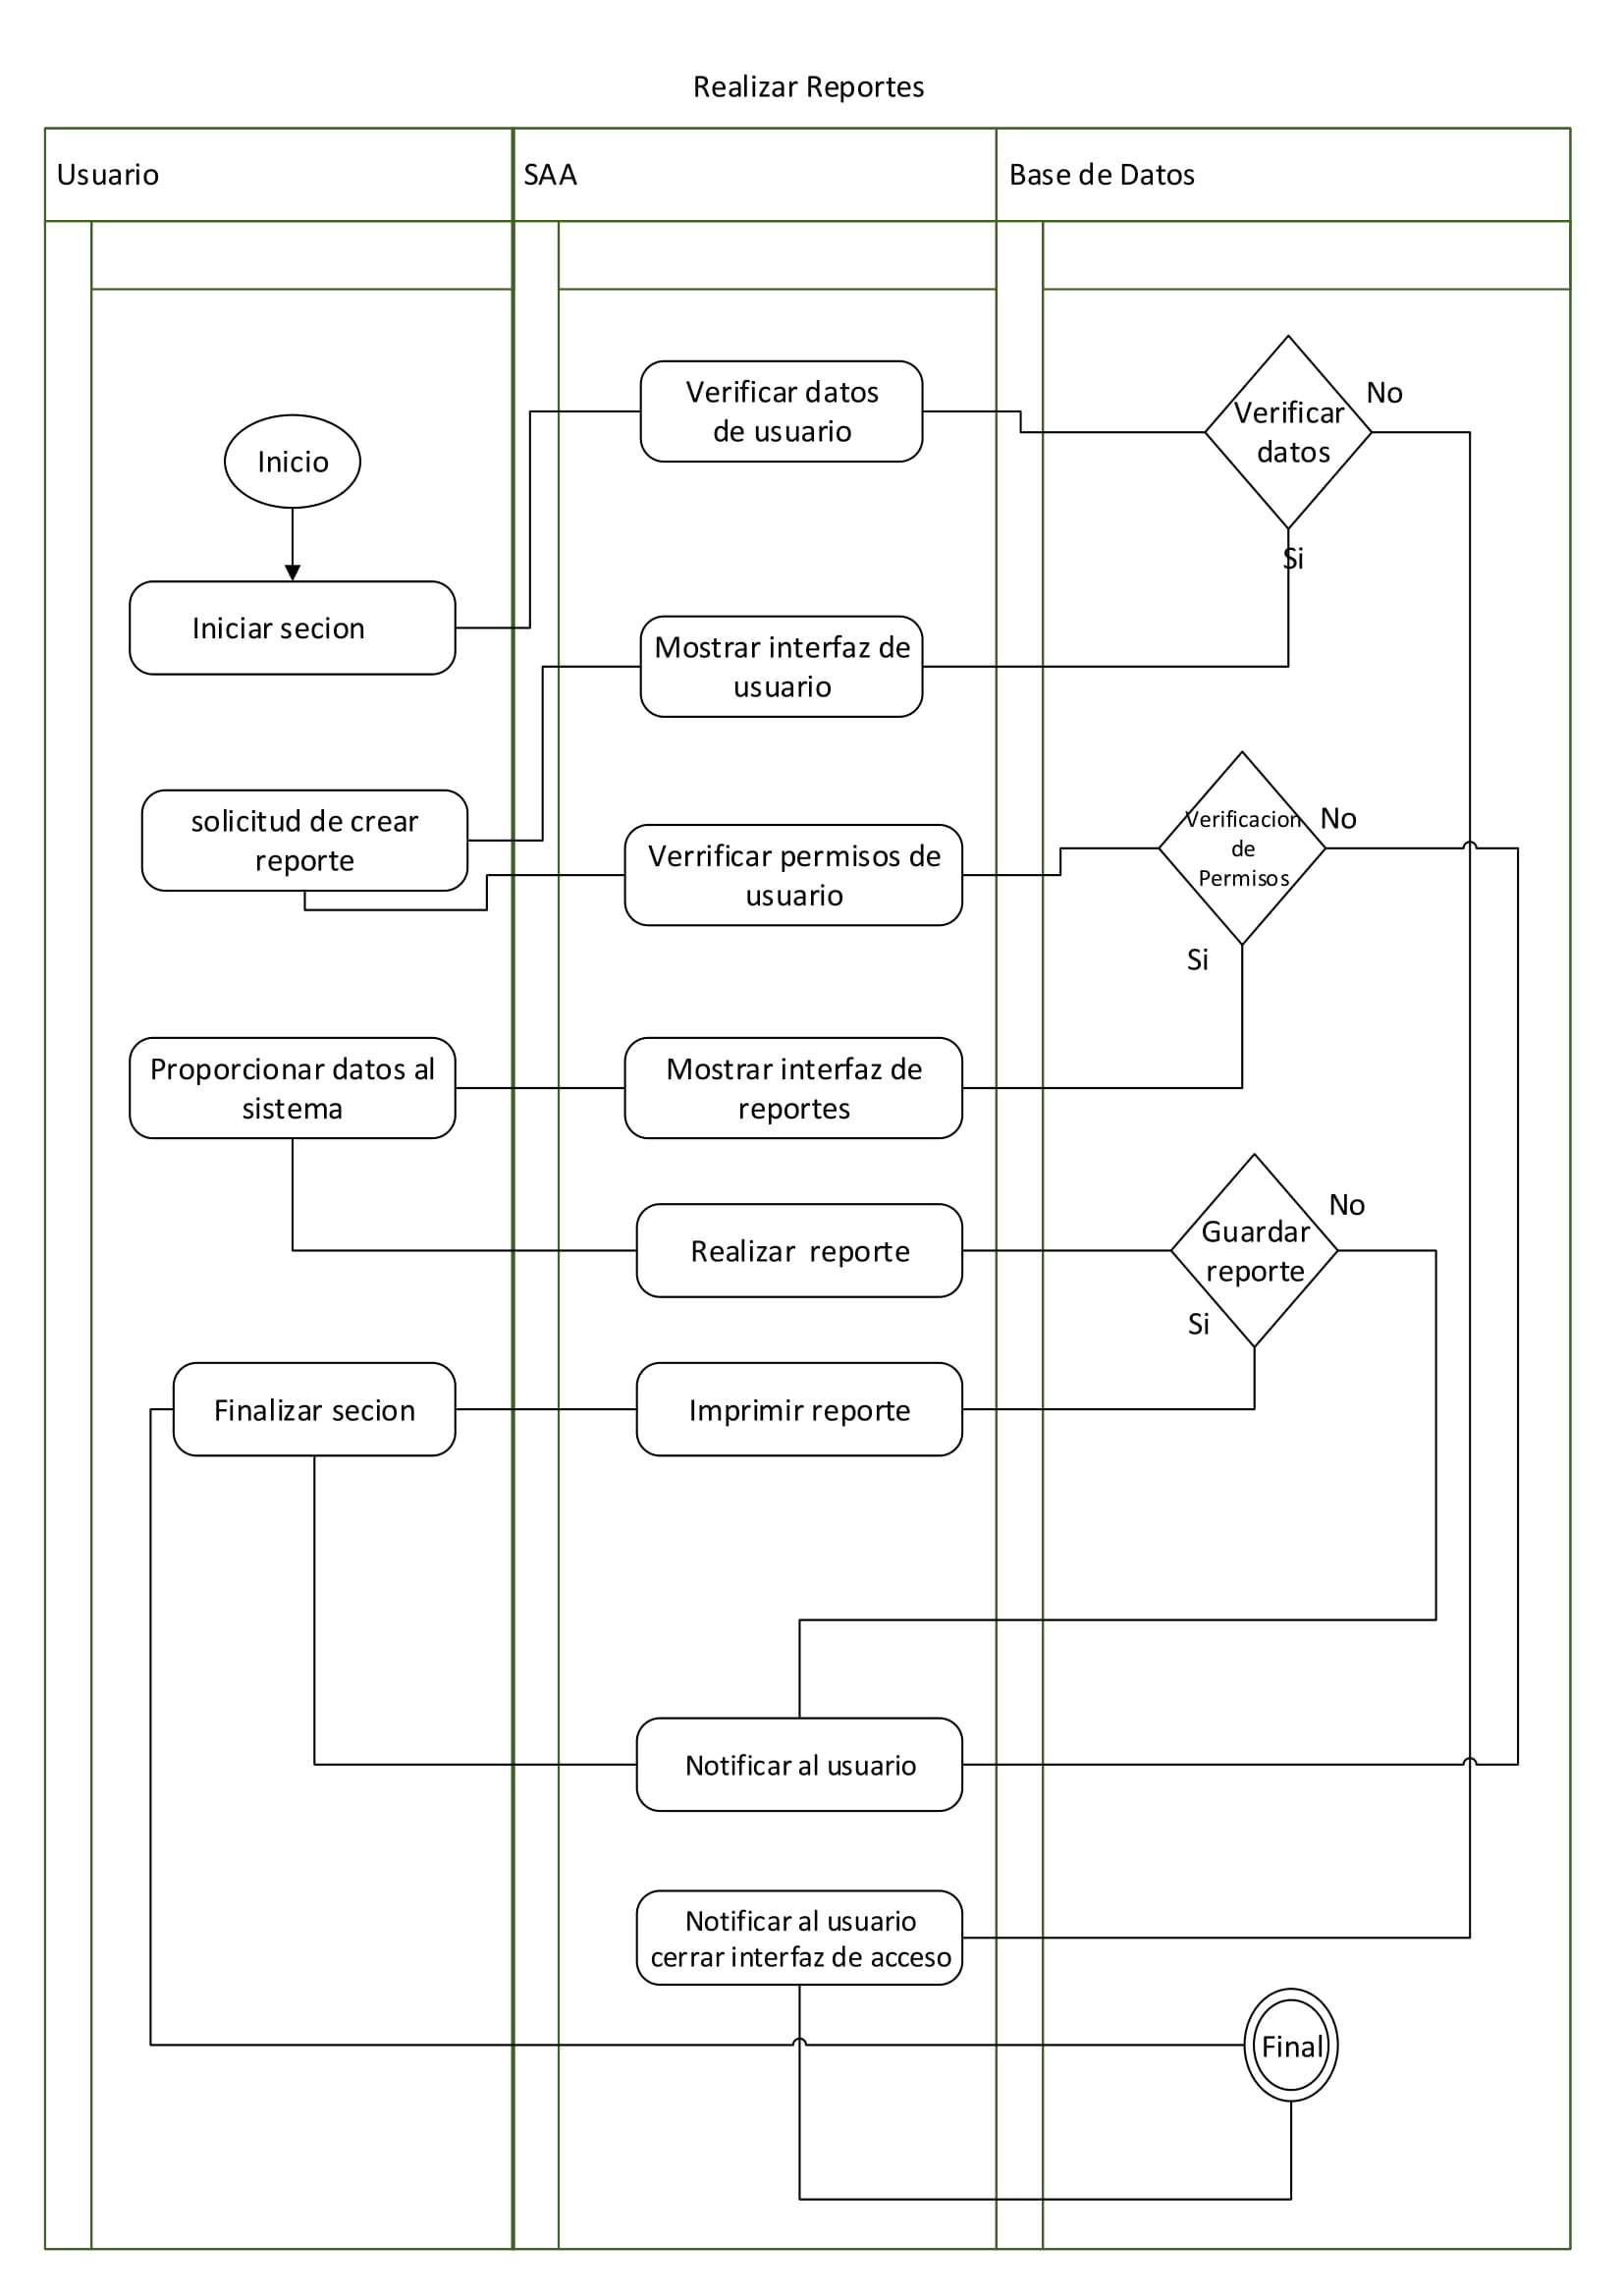 Realizar Reportes
Usuario
SAA
Base de Datos
Verificar datos
de usuario
Verificar
datos
No
Si
Inicio
Iniciar secion
Mostrar interfaz de
usuario
solicitud de crear
reporte
Verrificar permisos de
usuario
Verificacion
de
Permisos
No
Si
Proporcionar datos al
sistema
Mostrar interfaz de
reportes
Realizar  reporte
Guardar
reporte
No
Si
Finalizar secion
Imprimir reporte
Notificar al usuario
Notificar al usuario
cerrar interfaz de acceso
Final